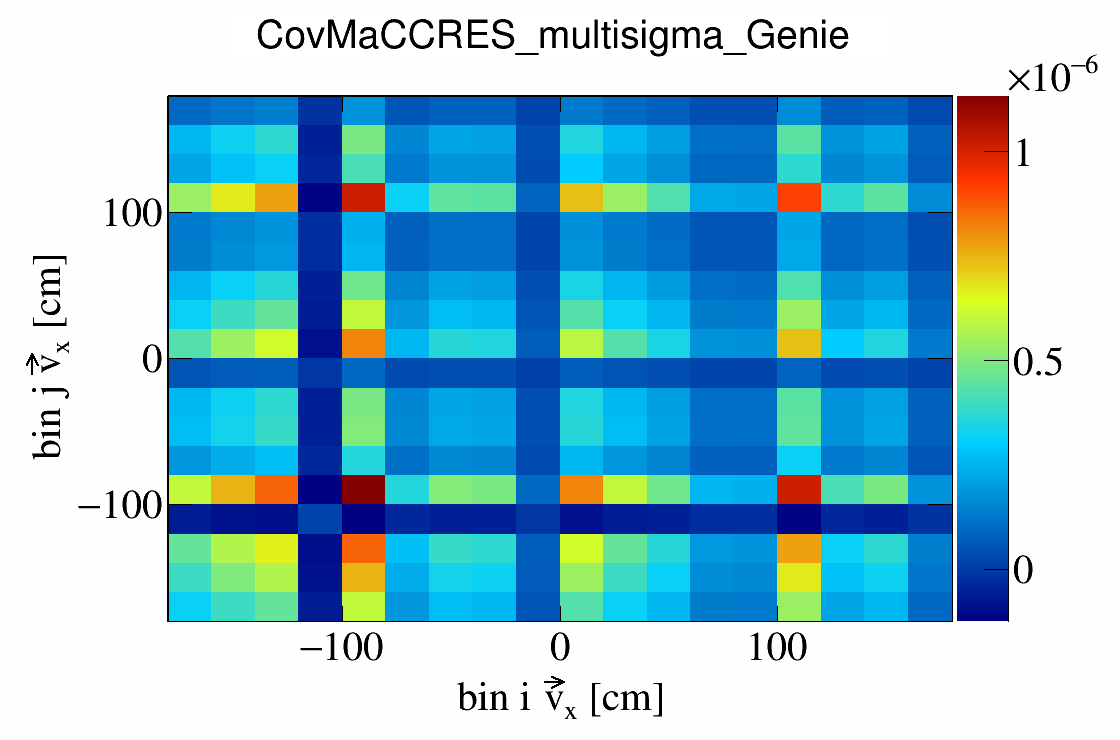 CovMaCCRES_multisigma_Genie
×10⁻⁶
1
0.5
0
100
0
−100
bin j v⃗ₓ [cm]
−100 0 100
bin i v⃗ₓ [cm]